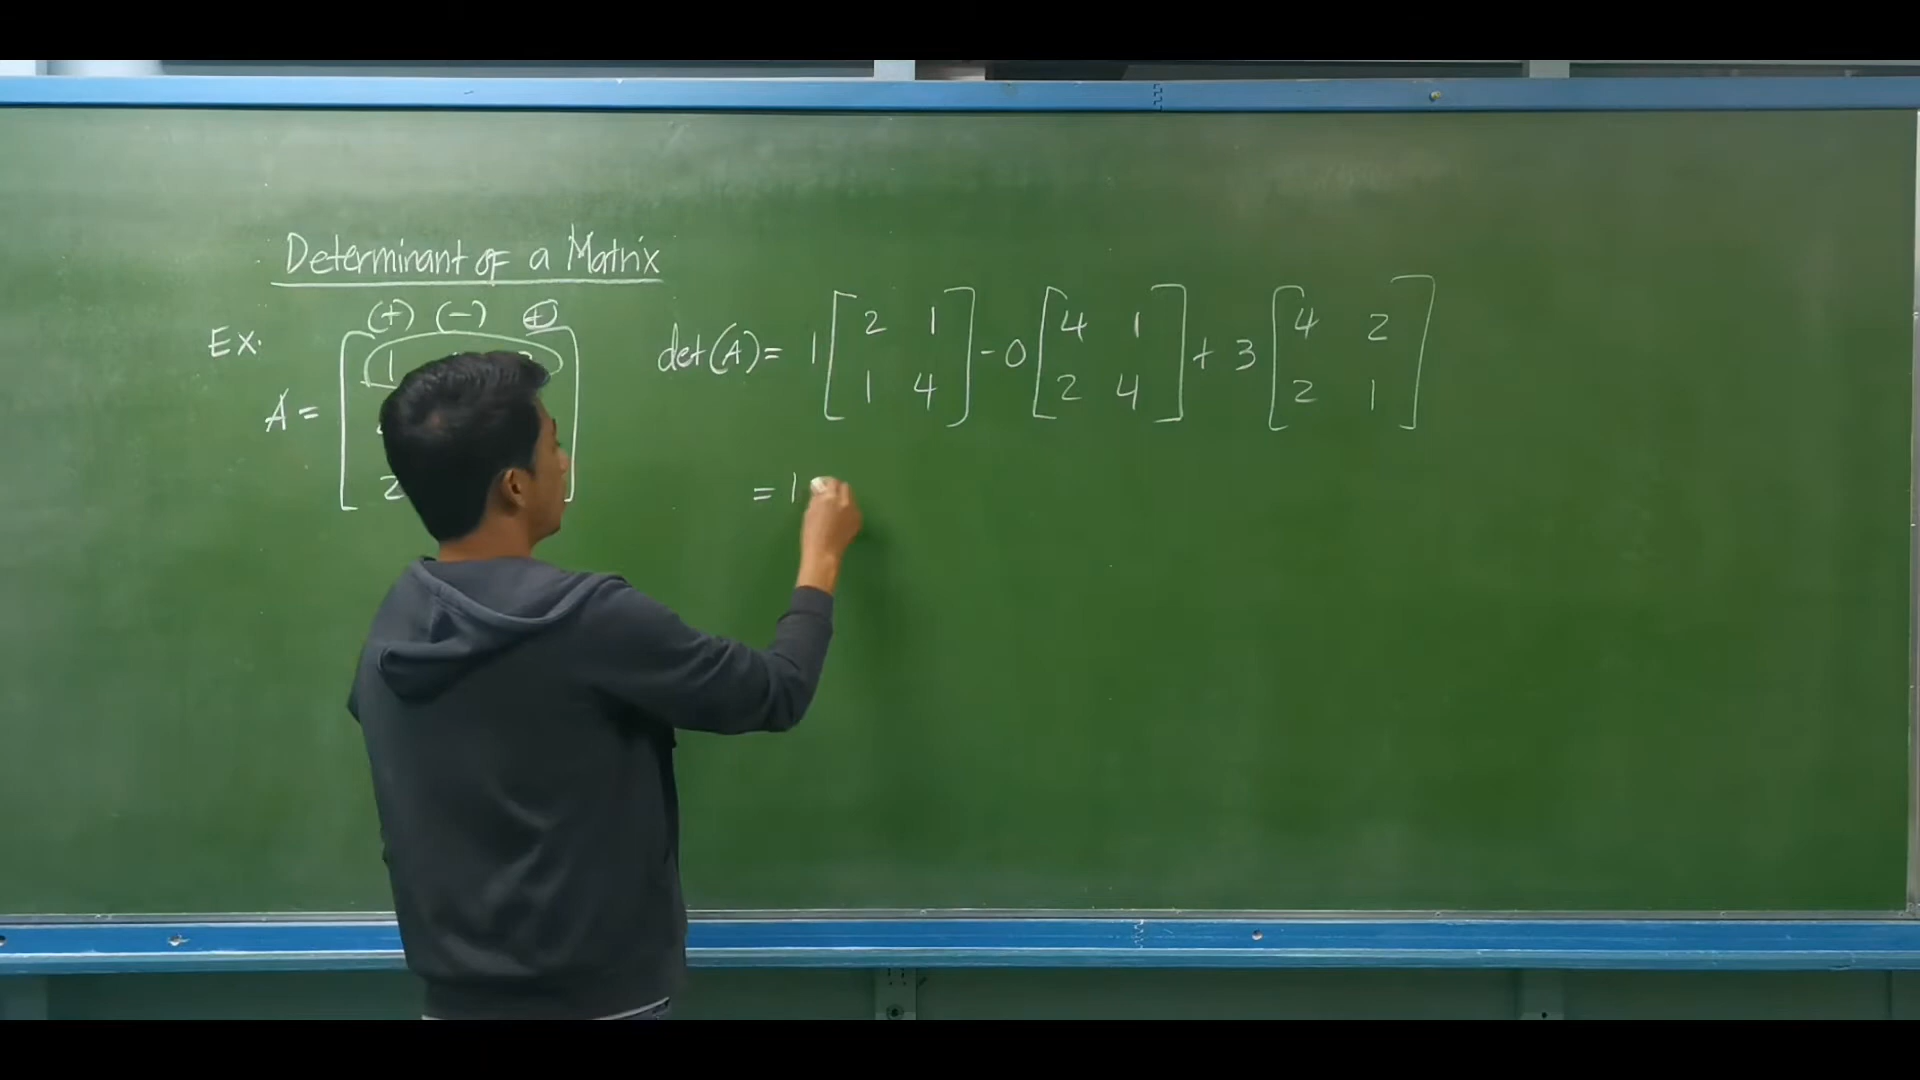 Determinant of a Matrix
(+) (-) (+)
Ex.
A = [ 1
2
det(A) = 1 [ 2 1 ; 1 4 ] - 0 [ 4 1 ; 2 4 ] + 3 [ 4 2 ; 2 1 ]
= 1